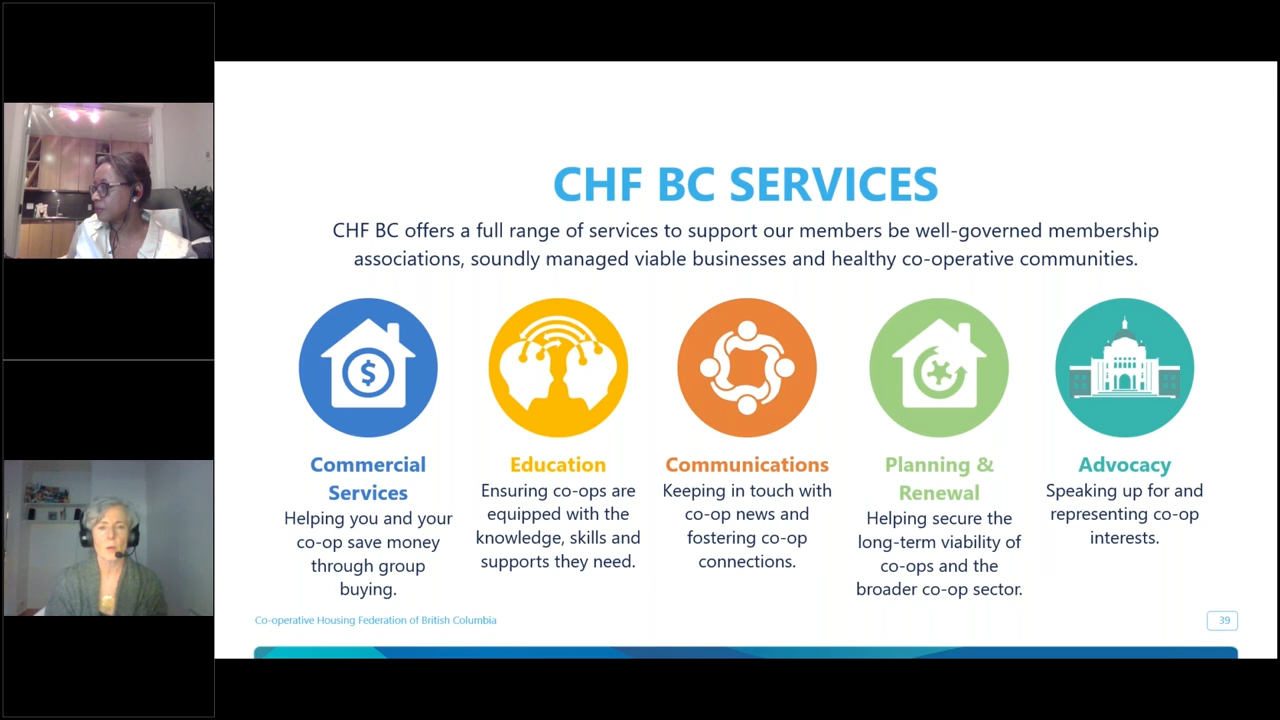 CHF BC SERVICES
CHF BC offers a full range of services to support our members be well-governed membership
associations, soundly managed viable businesses and healthy co-operative communities.
$
Commercial
Services
Helping you and your
co-op save money
through group
buying.
Education
Ensuring co-ops are
equipped with the
knowledge, skills and
supports they need.
Communications
Keeping in touch with
co-op news and
fostering co-op
connections.
Planning &
Renewal
Helping secure the
long-term viability of
co-ops and the
broader co-op sector.
Advocacy
Speaking up for and
representing co-op
interests.
Co-operative Housing Federation of British Columbia
39